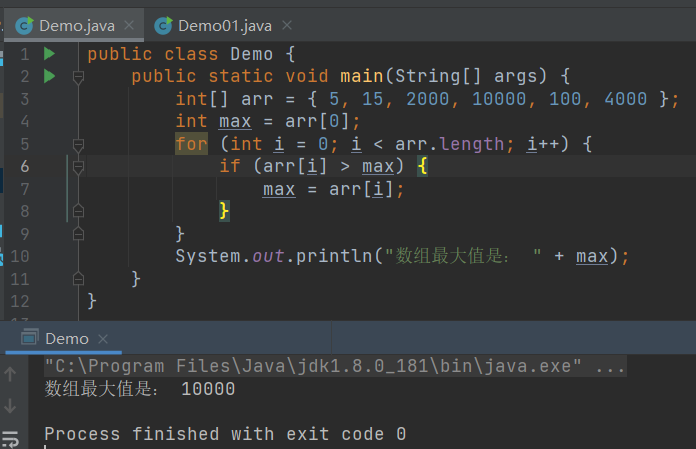 Demo.java × Demo01.java ×
1 public class Demo {
2 public static void main(String[] args) {
3 int[] arr = { 5, 15, 2000, 10000, 100, 4000 };
4 int max = arr[0];
5 for (int i = 0; i < arr.length; i++) {
6 if (arr[i] > max) {
7 max = arr[i];
8 }
9 }
10 System.out.println("数组最大值是： " + max);
11 }
12 }
Demo ×
"C:\Program Files\Java\jdk1.8.0_181\bin\java.exe" ...
数组最大值是： 10000
Process finished with exit code 0